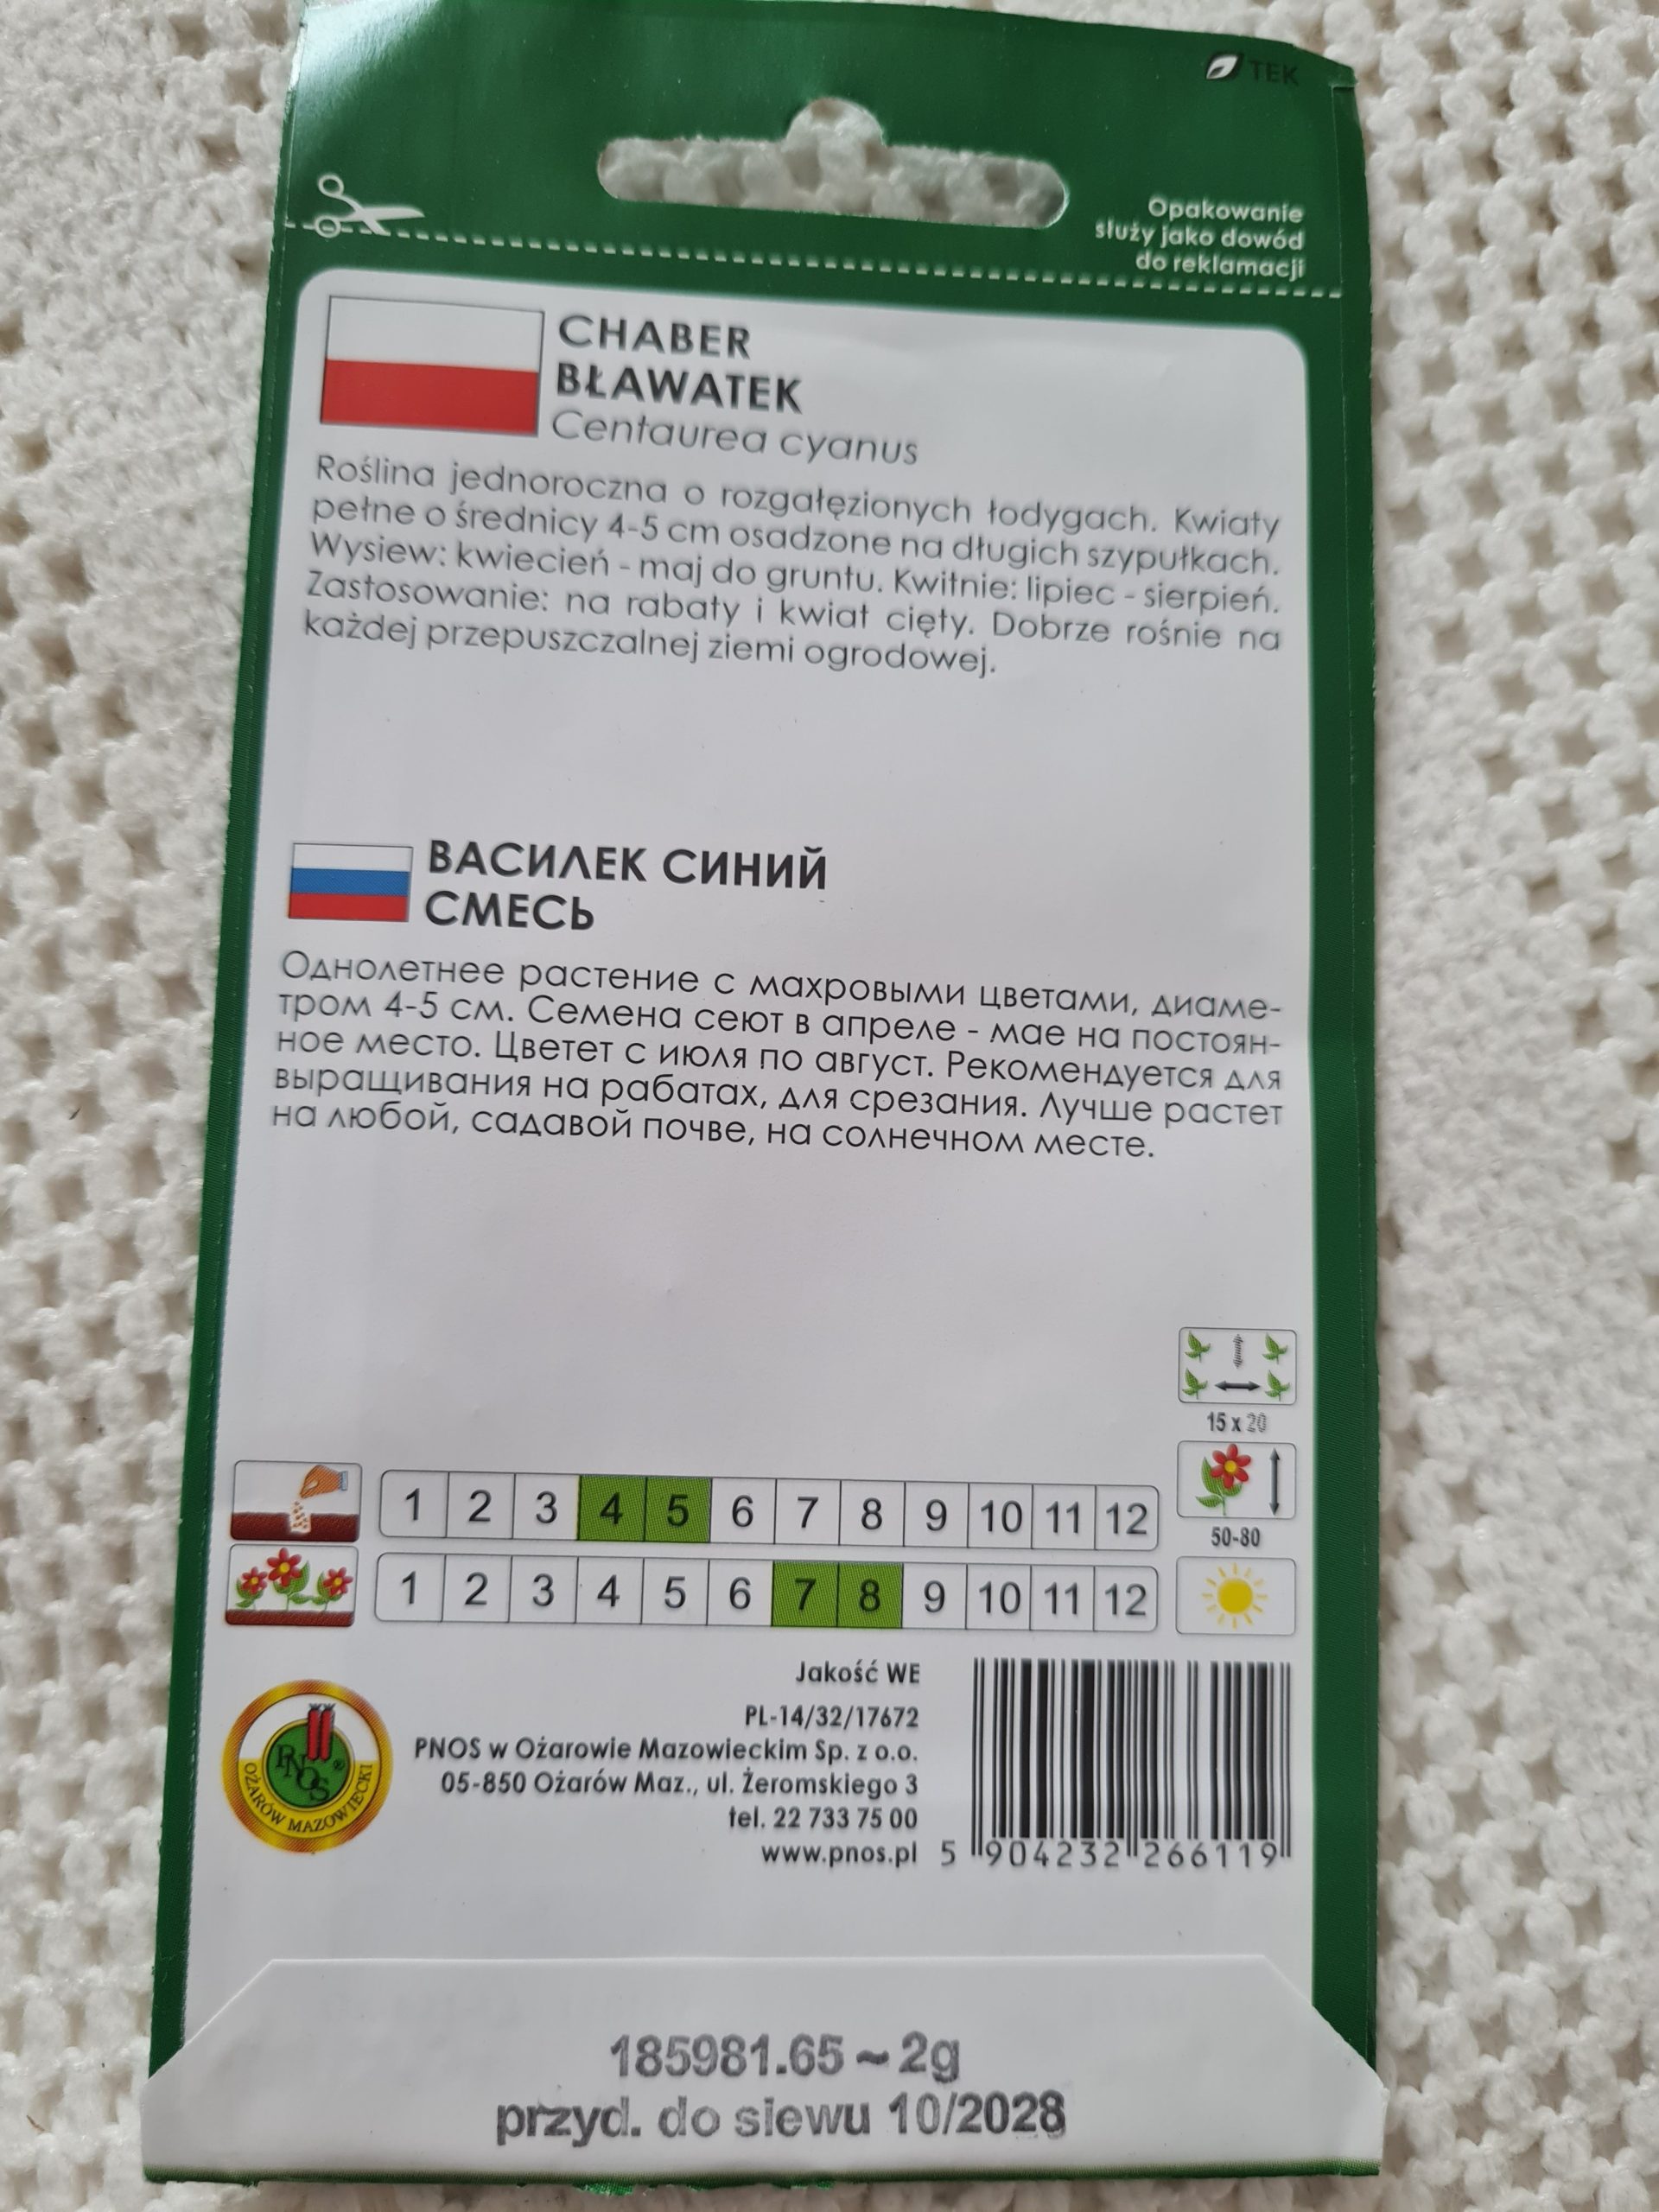 TEK
Opakowanie
służy jako dowód
do reklamacji
CHABER
BŁAWATEK
Centaurea cyanus
Roślina jednoroczna o rozgałęzionych łodygach. Kwiaty
pełne o średnicy 4-5 cm osadzone na długich szypułkach.
Wysiew: kwiecień - maj do gruntu. Kwitnie: lipiec - sierpień.
Zastosowanie: na rabaty i kwiat cięty. Dobrze rośnie na
każdej przepuszczalnej ziemi ogrodowej.
ВАСИЛЕК СИНИЙ
СМЕСЬ
Однолетнее растение с махровыми цветами, диаме-
тром 4-5 см. Семена сеют в апреле - мае на постоян-
ное место. Цветет с июля по август. Рекомендуется для
выращивания на рабатах, для срезания. Лучше растет
на любой, садавой почве, на солнечном месте.
15 x 20
1 2 3 4 5 6 7 8 9 10 11 12
50-80
1 2 3 4 5 6 7 8 9 10 11 12
Jakość WE
PL-14/32/17672
PNOS w Ożarowie Mazowieckim Sp. z o.o.
05-850 Ożarów Maz., ul. Żeromskiego 3
tel. 22 733 75 00
www.pnos.pl
PNOS ®
OŻARÓW MAZOWIECKI
5 904232 266119
185981.65 ~ 2g
przyd. do siewu 10/2028